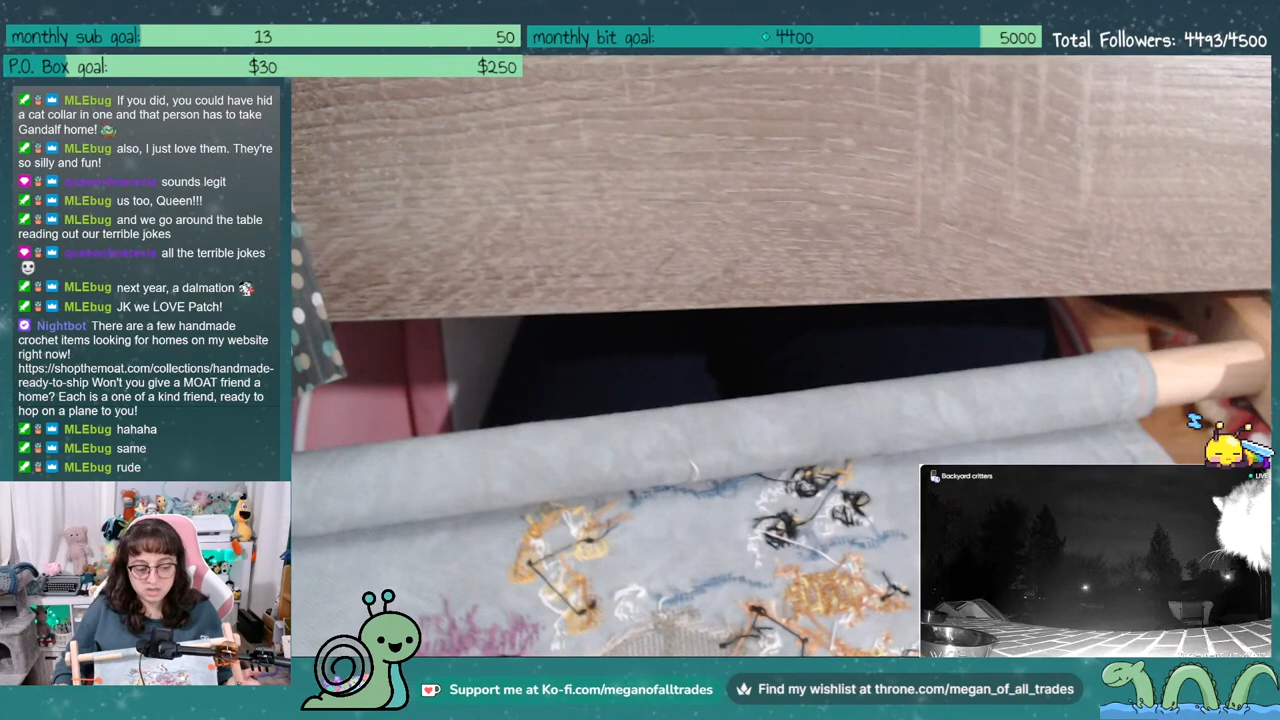 monthly sub goal: 13 50
monthly bit goal: 4400 5000
Total Followers: 4493/4500
P.O. Box goal: $30 $250
MLEbug If you did, you could have hid
a cat collar in one and that person has to take
Gandalf home!
MLEbug also, I just love them. They're
so silly and fun!
sounds legit
MLEbug us too, Queen!!!
MLEbug and we go around the table
reading out our terrible jokes
all the terrible jokes
MLEbug next year, a dalmation
MLEbug JK we LOVE Patch!
Nightbot There are a few handmade
crochet items looking for homes on my website
right now!
https://shopthemoat.com/collections/handmade-
ready-to-ship Won't you give a MOAT friend a
home? Each is a one of a kind friend, ready to
hop on a plane to you!
MLEbug hahaha
MLEbug same
MLEbug rude
Backyard critters
LIVE
Support me at Ko-fi.com/meganofalltrades
Find my wishlist at throne.com/megan_of_all_trades